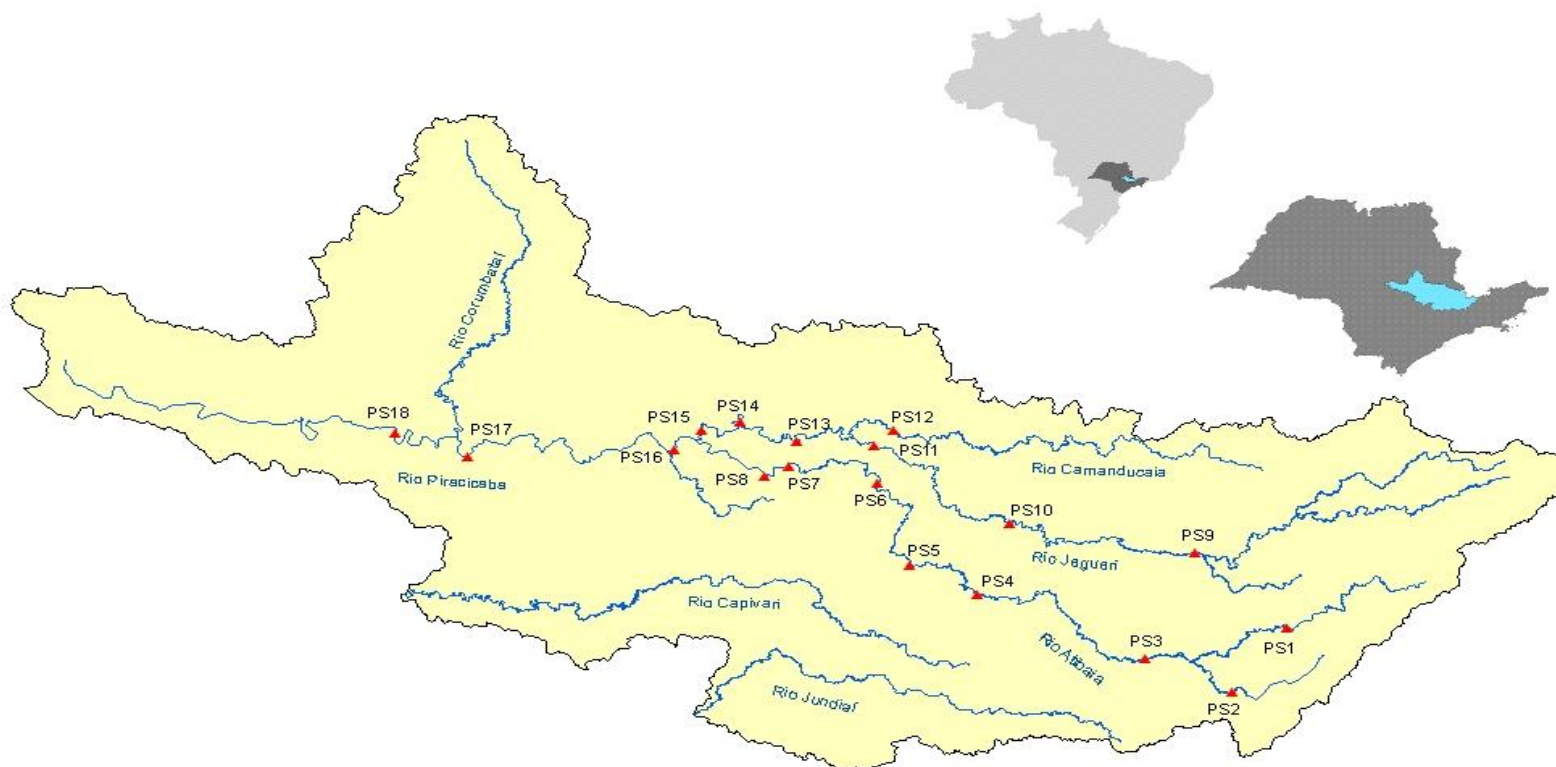 Rio Corumbataí
PS18
PS17
PS15
PS14
PS13
PS12
PS11
PS16
PS8
PS7
PS6
Rio Camanducaia
Rio Piracicaba
PS10
PS9
Rio Jaguari
PS5
PS4
Rio Capivari
Rio Atibaia
PS3
PS1
PS2
Rio Jundiaí